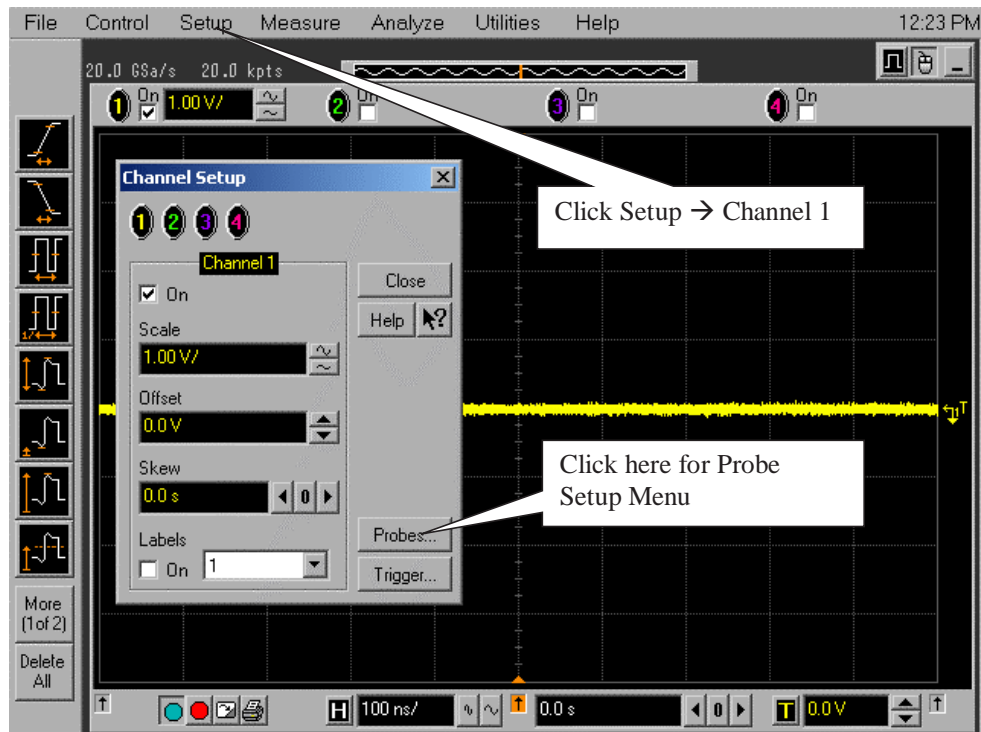 File Control Setup Measure Analyze Utilities Help 12:23 PM
20.0 GSa/s 20.0 kpts
1 On 1.00 V/ 2 On 3 On 4 On
Channel Setup
1 2 3 4
Channel 1
On
Close
Help ?
Scale
1.00 V/
Offset
0.0 V
Skew
0.0 s 0
Labels
On 1
Probes...
Trigger...
Click Setup → Channel 1
Click here for Probe
Setup Menu
T
1/
More
(1of 2)
Delete
All
H 100 ns/ T 0.0 s 0 T 0.0 V